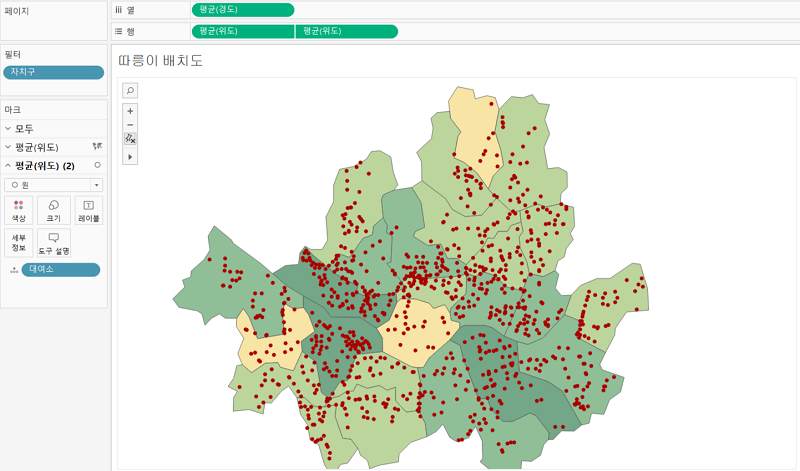 페이지
iii 열
평균(경도)
행
평균(위도)
평균(위도)
필터
자치구
마크
모두
평균(위도)
평균(위도) (2)
원
색상
크기
레이블
세부
정보
도구 설명
대여소
따릉이 배치도